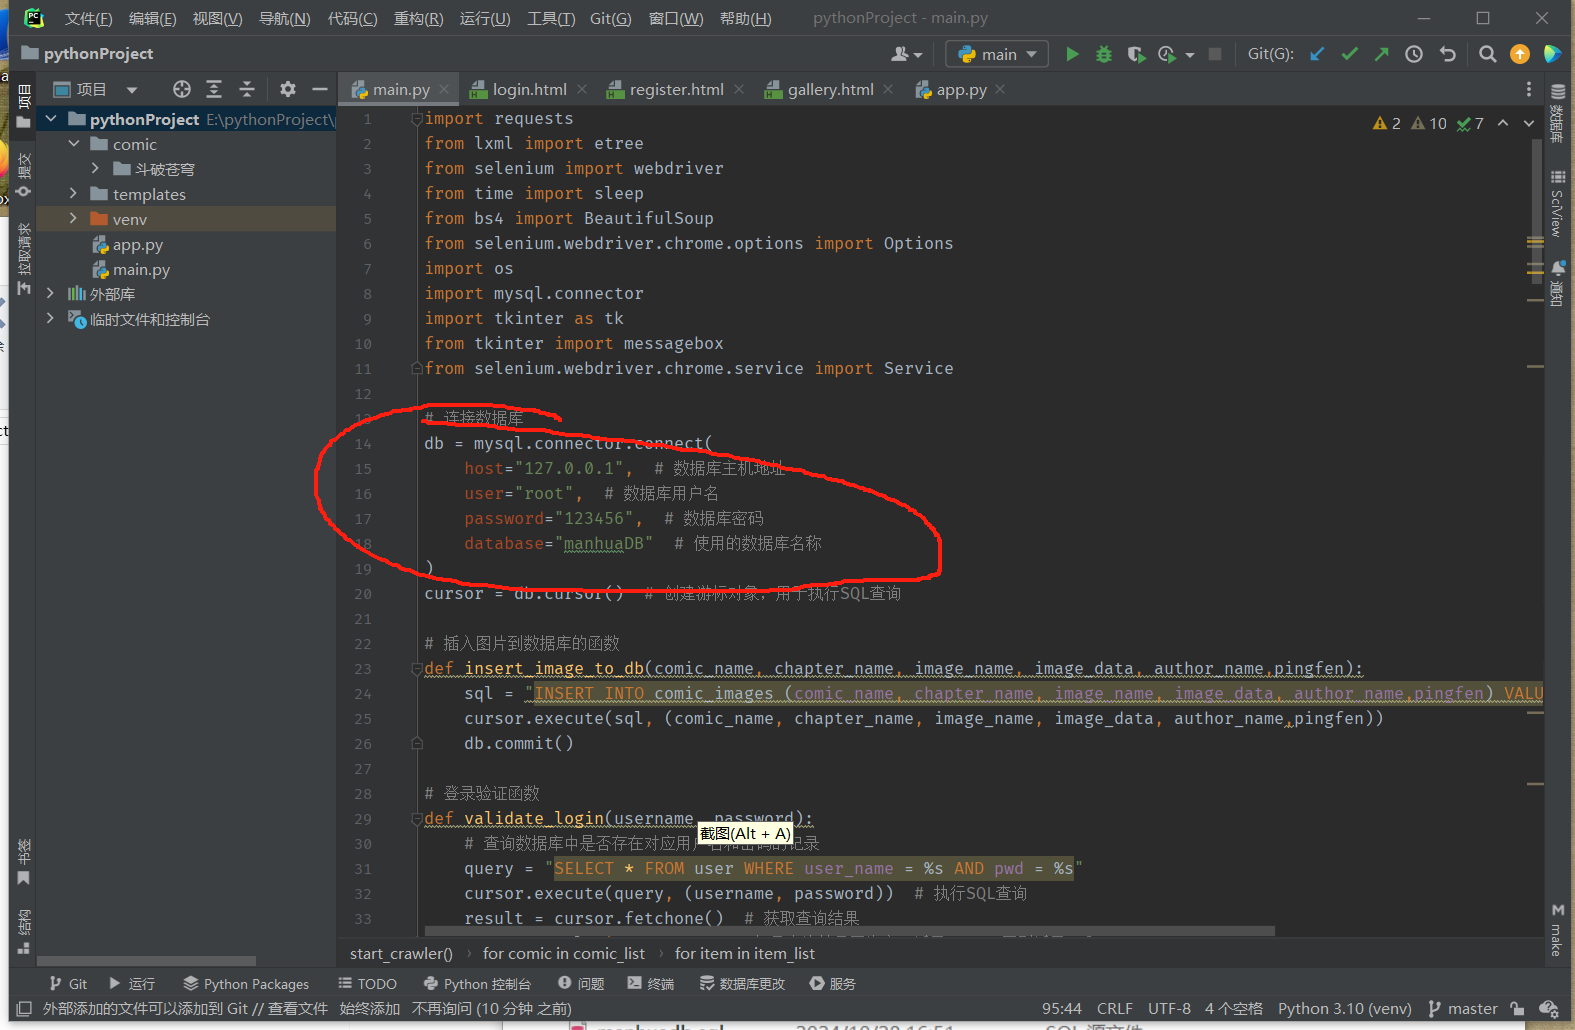 PC 文件(F) 编辑(E) 视图(V) 导航(N) 代码(C) 重构(R) 运行(U) 工具(T) Git(G) 窗口(W) 帮助(H) pythonProject - main.py
pythonProject main Git(G):
项目 main.py login.html register.html gallery.html app.py
pythonProject E:\pythonProject\
comic
斗破苍穹
templates
venv
app.py
main.py
外部库
临时文件和控制台
项目
提交
拉取请求
书签
结构
2 10 7
1 import requests
2 from lxml import etree
3 from selenium import webdriver
4 from time import sleep
5 from bs4 import BeautifulSoup
6 from selenium.webdriver.chrome.options import Options
7 import os
8 import mysql.connector
9 import tkinter as tk
10 from tkinter import messagebox
11 from selenium.webdriver.chrome.service import Service
12
13 # 连接数据库
14 db = mysql.connector.connect(
15 host="127.0.0.1", # 数据库主机地址
16 user="root", # 数据库用户名
17 password="123456", # 数据库密码
18 database="manhuaDB" # 使用的数据库名称
19 )
20 cursor = db.cursor() # 创建游标对象，用于执行SQL查询
21
22 # 插入图片到数据库的函数
23 def insert_image_to_db(comic_name, chapter_name, image_name, image_data, author_name,pingfen):
24 sql = "INSERT INTO comic_images (comic_name, chapter_name, image_name, image_data, author_name,pingfen) VALU
25 cursor.execute(sql, (comic_name, chapter_name, image_name, image_data, author_name,pingfen))
26 db.commit()
27
28 # 登录验证函数
29 def validate_login(username, password):
截图(Alt + A)
30 # 查询数据库中是否存在对应用户名和密码的记录
31 query = "SELECT * FROM user WHERE user_name = %s AND pwd = %s"
32 cursor.execute(query, (username, password)) # 执行SQL查询
33 result = cursor.fetchone() # 获取查询结果
数据库
SciView
通知
make
start_crawler() for comic in comic_list for item in item_list
Git 运行 Python Packages TODO Python 控制台 问题 终端 数据库更改 服务
外部添加的文件可以添加到 Git // 查看文件 始终添加 不再询问 (10 分钟 之前) 95:44 CRLF UTF-8 4 个空格 Python 3.10 (venv) master